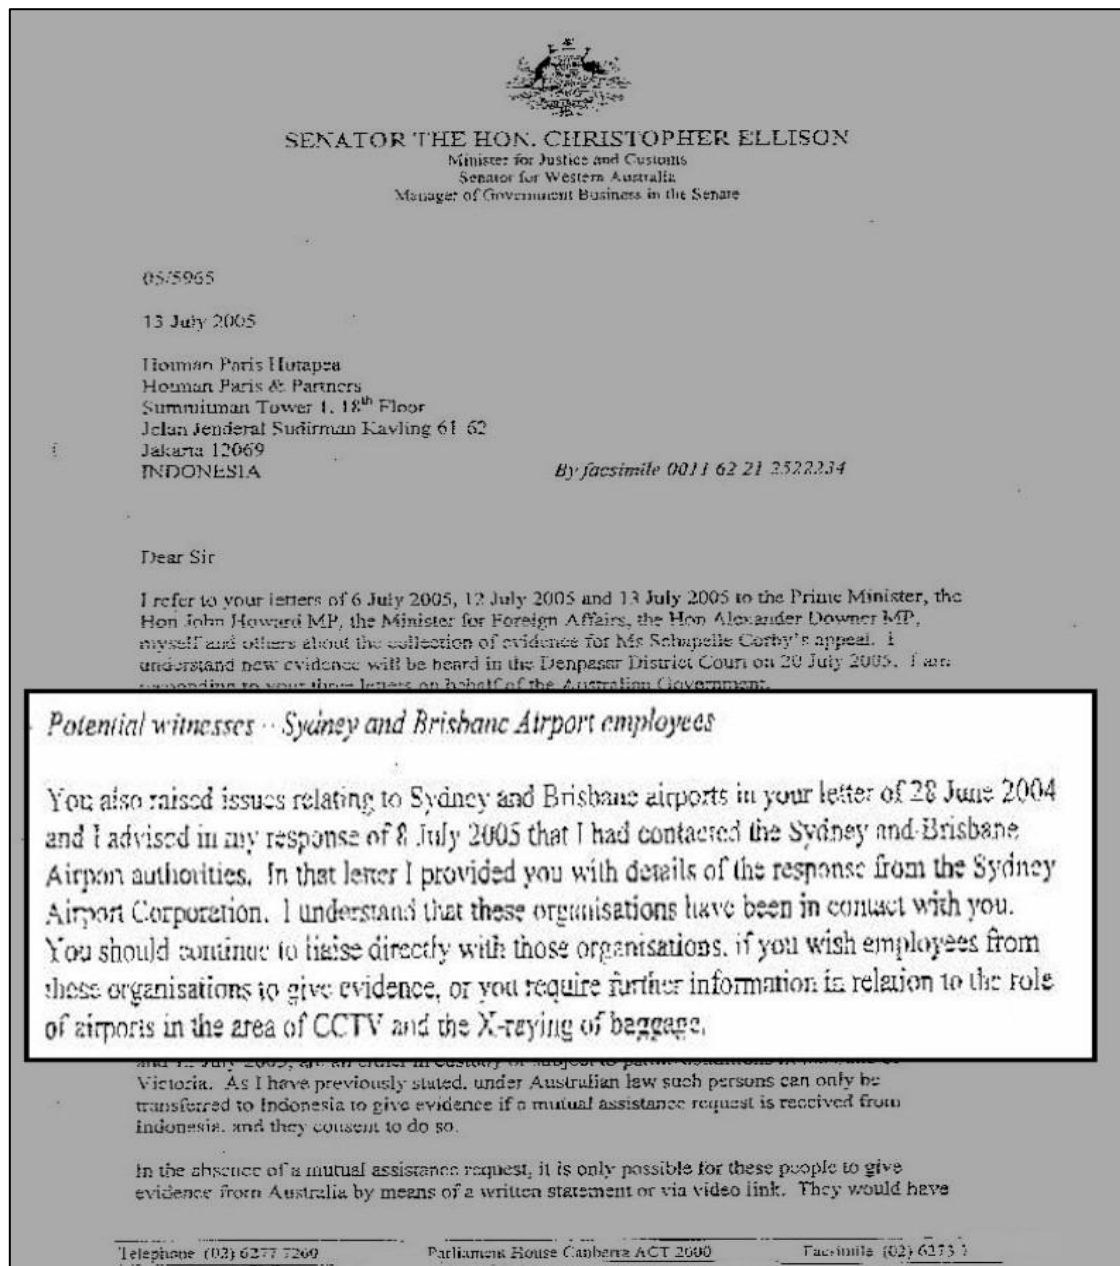 SENATOR THE HON. CHRISTOPHER ELLISON
Minister for Justice and Customs
Senator for Western Australia
Manager of Government Business in the Senate
05/5965
13 July 2005
Hotman Paris Hutapea
Hotman Paris & Partners
Summitmas Tower 1, 18th Floor
Jalan Jenderal Sudirman Kavling 61-62
Jakarta 12069
INDONESIA
By facsimile 0011 62 21 2522234
Dear Sir
I refer to your letters of 6 July 2005, 12 July 2005 and 13 July 2005 to the Prime Minister, the
Hon John Howard MP, the Minister for Foreign Affairs, the Hon Alexander Downer MP,
myself and others about the collection of evidence for Ms Schapelle Corby's appeal. I
understand new evidence will be heard in the Denpasar District Court on 20 July 2005. I am
responding to your three letters on behalf of the Australian Government.
Potential witnesses - Sydney and Brisbane Airport employees
You also raised issues relating to Sydney and Brisbane airports in your letter of 28 June 2004
and I advised in my response of 8 July 2005 that I had contacted the Sydney and Brisbane
Airport authorities. In that letter I provided you with details of the response from the Sydney
Airport Corporation. I understand that these organisations have been in contact with you.
You should continue to liaise directly with those organisations, if you wish employees from
those organisations to give evidence, or you require further information in relation to the role
of airports in the area of CCTV and the X-raying of baggage.
Victoria. As I have previously stated, under Australian law such persons can only be
transferred to Indonesia to give evidence if a mutual assistance request is received from
Indonesia, and they consent to do so.
In the absence of a mutual assistance request, it is only possible for these people to give
evidence from Australia by means of a written statement or via video link. They would have
Telephone (02) 6277 7260
Parliament House Canberra ACT 2600
Facsimile (02) 6273